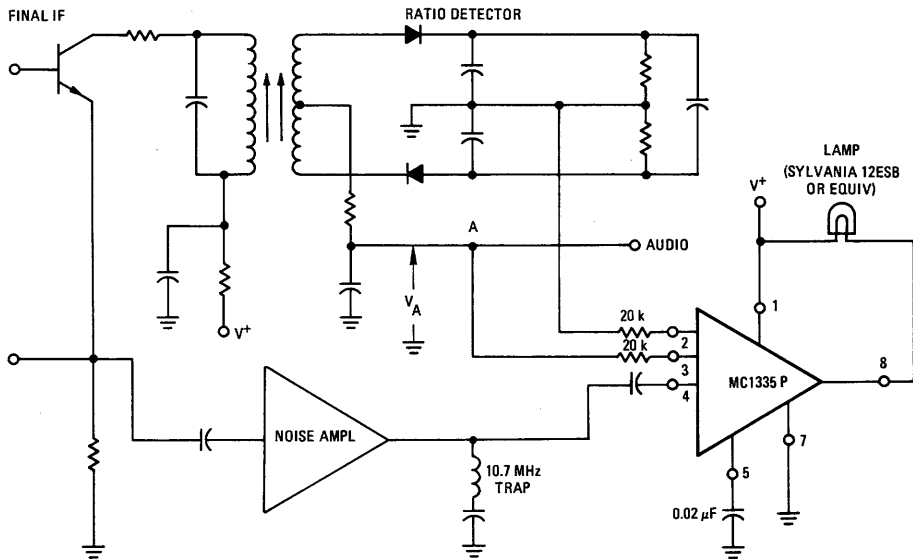 FINAL IF
RATIO DETECTOR
LAMP
(SYLVANIA 12ESB
OR EQUIV)
V+
A
AUDIO
VA
V+
1
20 k
2
20 k
3
4
MC1335 P
8
7
5
NOISE AMPL
10.7 MHz
TRAP
0.02 µF